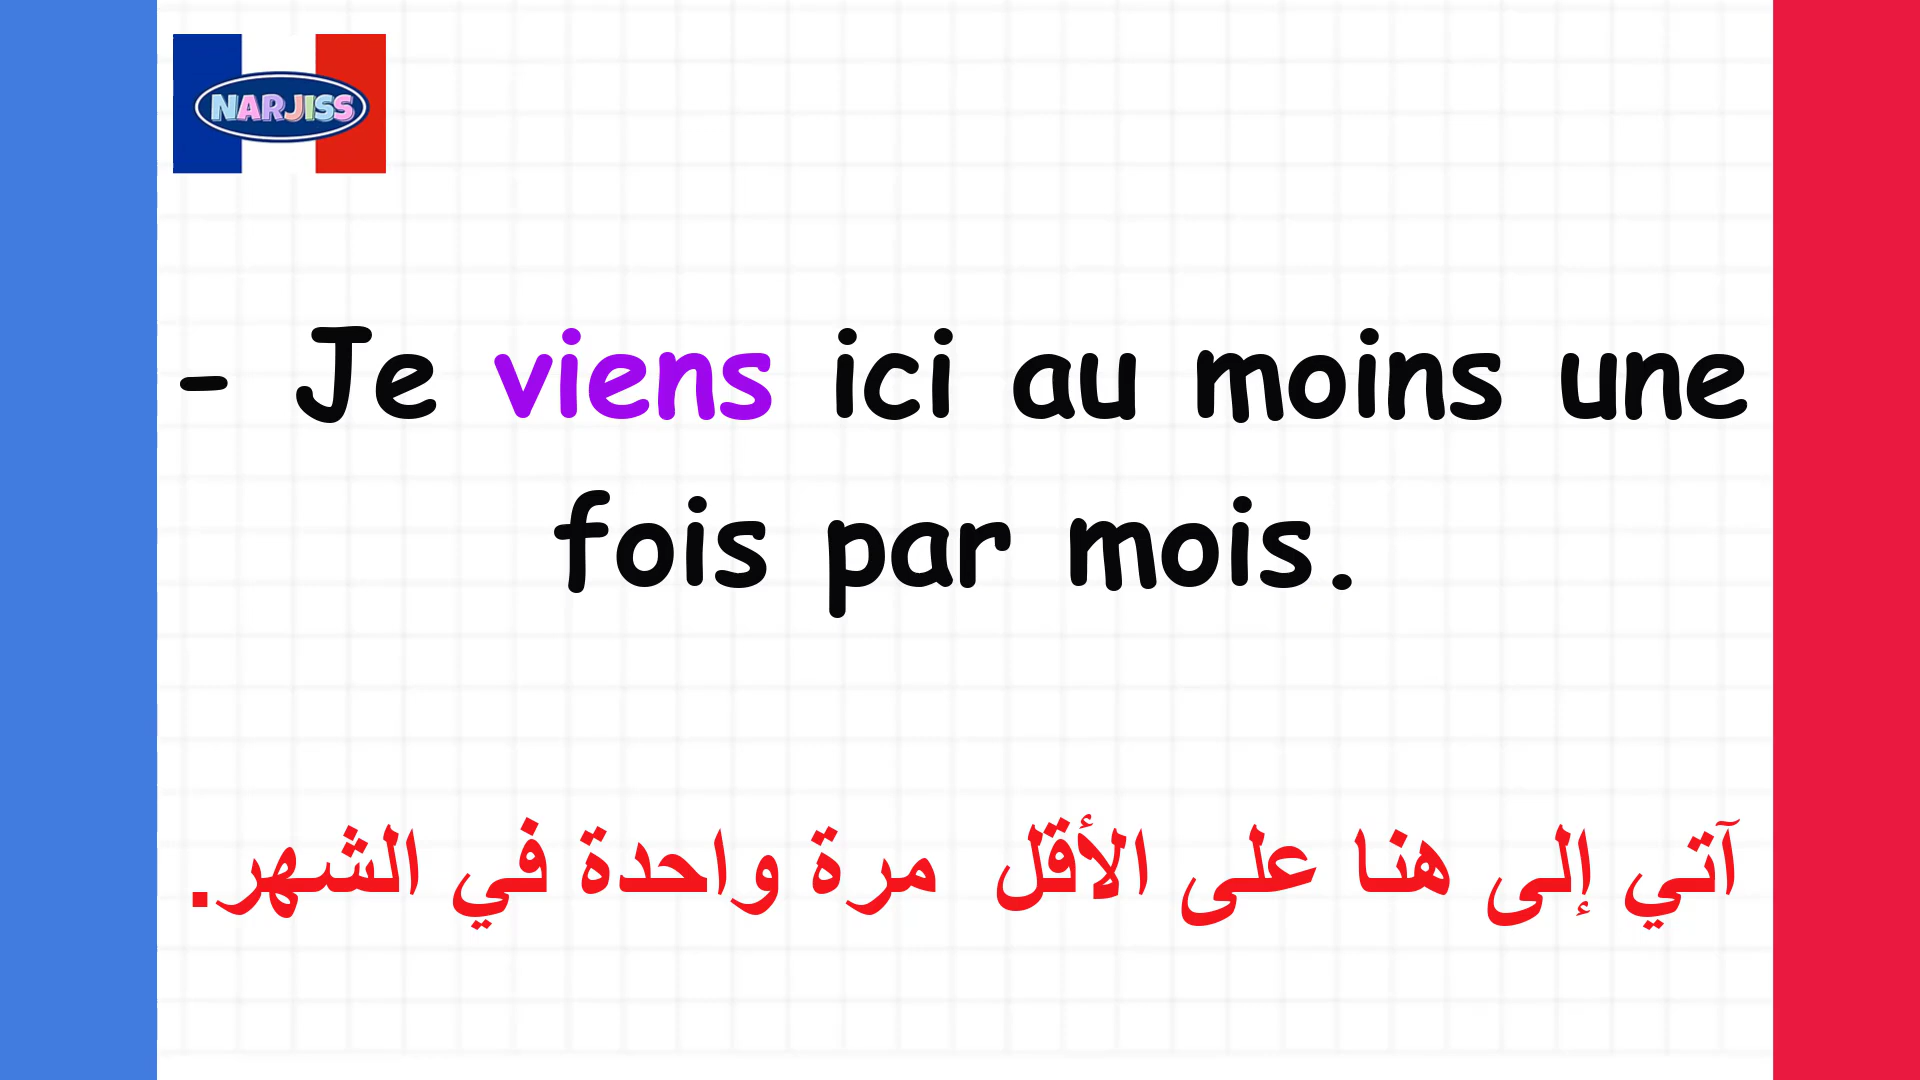 NARJISS
- Je viens ici au moins une
fois par mois.
آتي إلى هنا على الأقل مرة واحدة في الشهر.